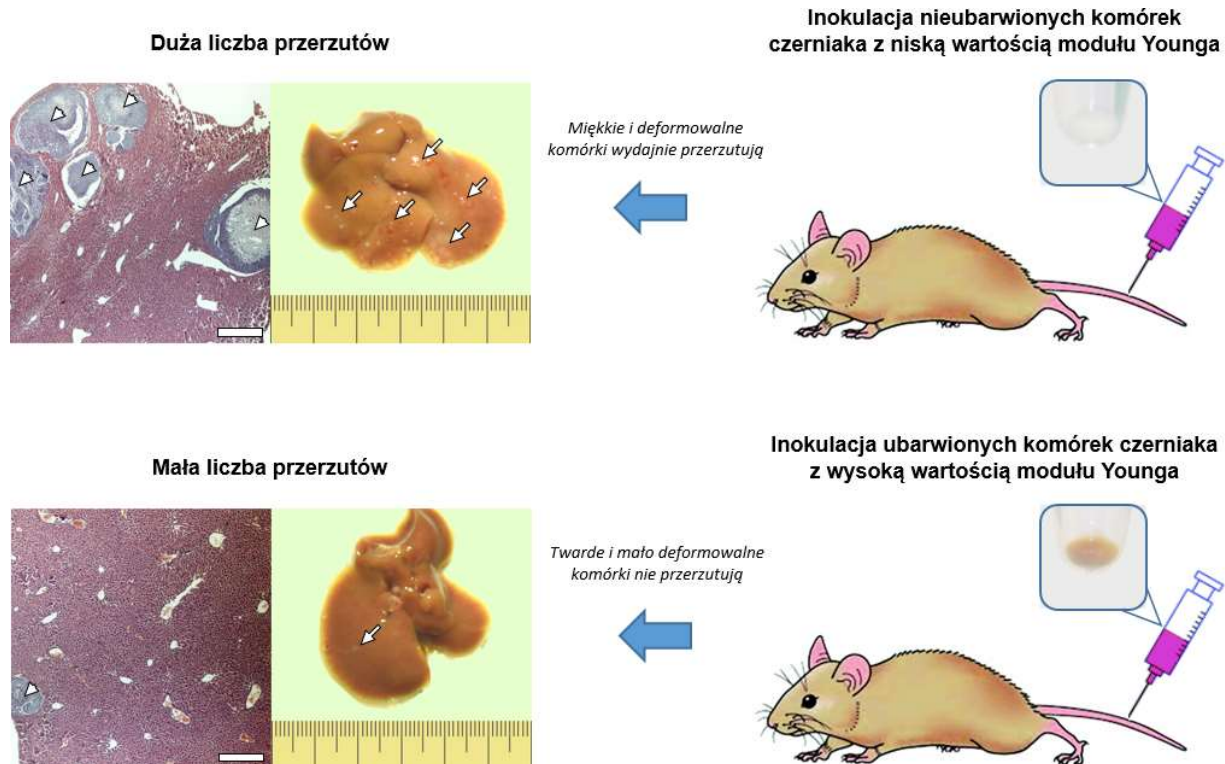 Inokulacja nieubarwionych komórek
czerniaka z niską wartością modułu Younga
Duża liczba przerzutów
Miękkie i deformowalne
komórki wydajnie przerzutują
Inokulacja ubarwionych komórek czerniaka
z wysoką wartością modułu Younga
Mała liczba przerzutów
Twarde i mało deformowalne
komórki nie przerzutują